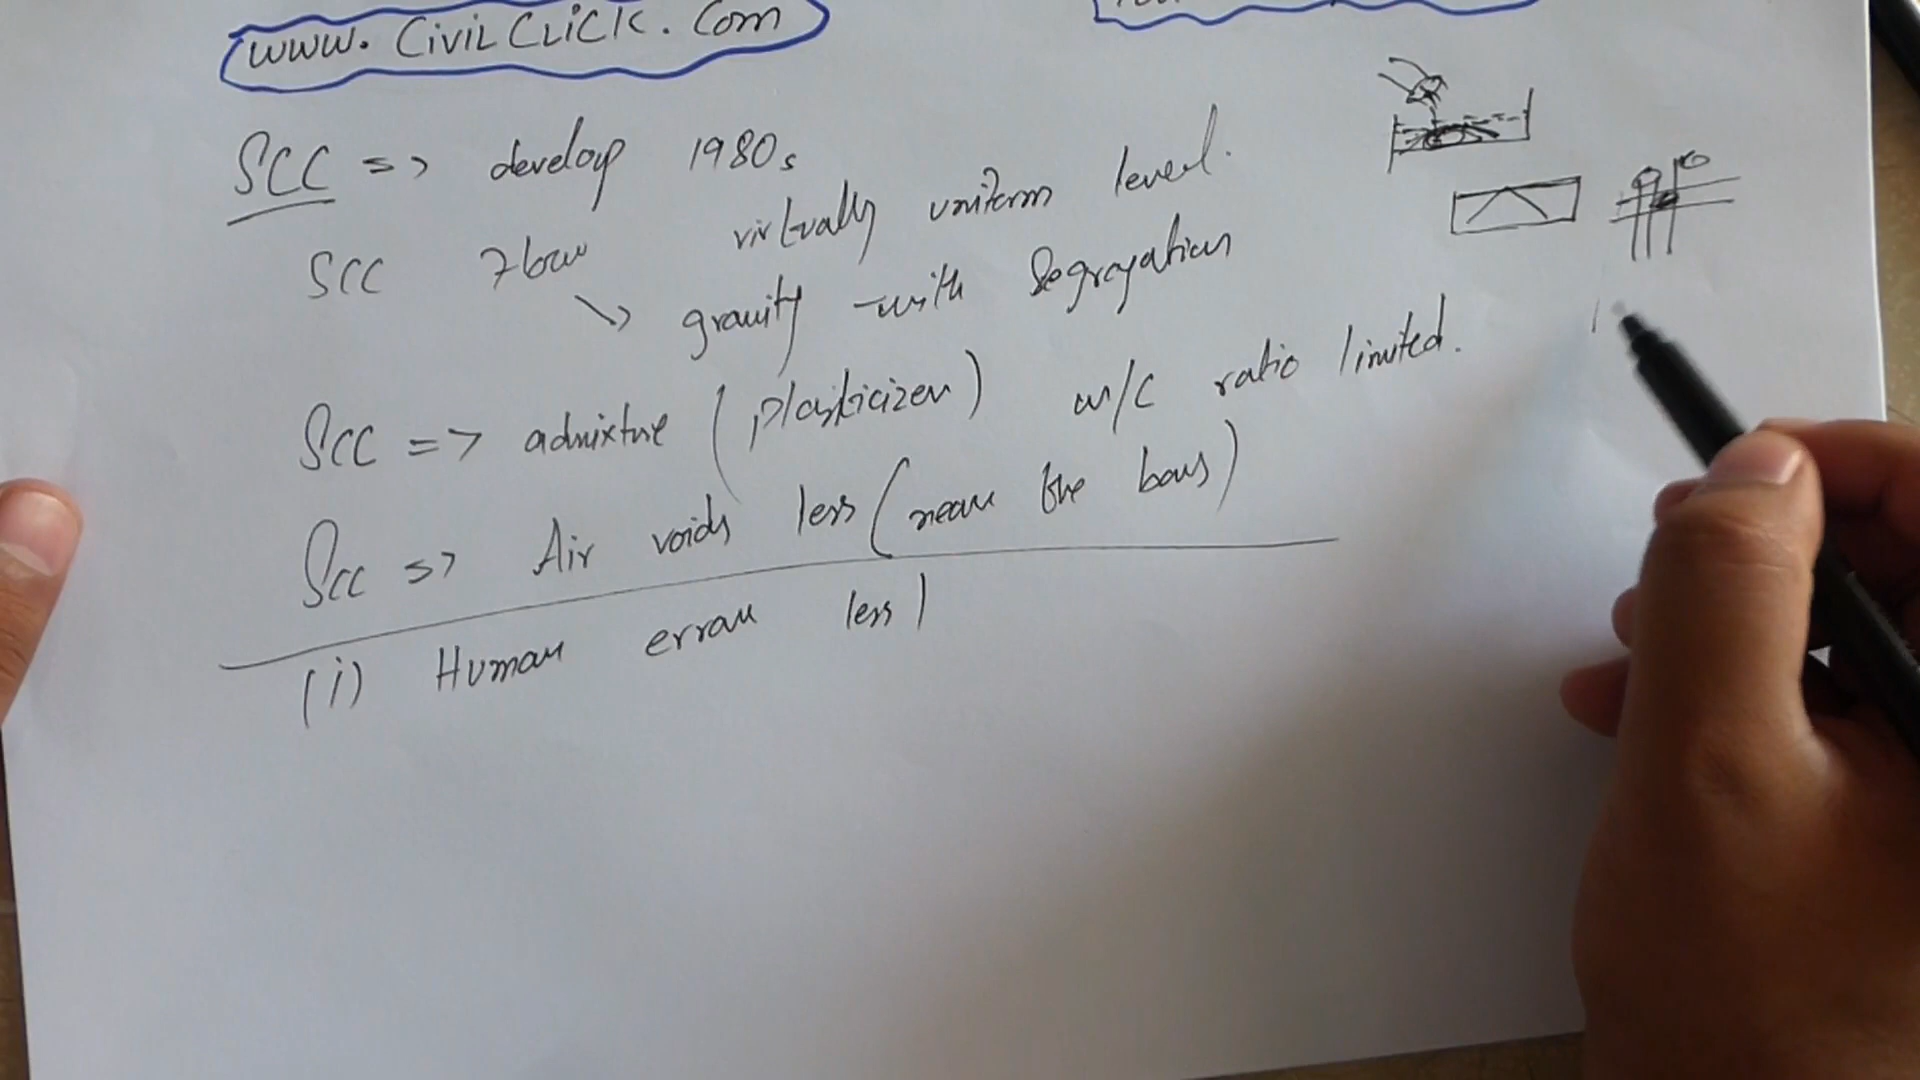 www. CiviL CLiCK. Com
SCC => develop 1980s
SCC flow virtually uniform level.
gravity with Segregation
SCC => admixture (plasticizer) w/c ratio limited.
SCC => Air voids less (near the bars)
(i) Human error less